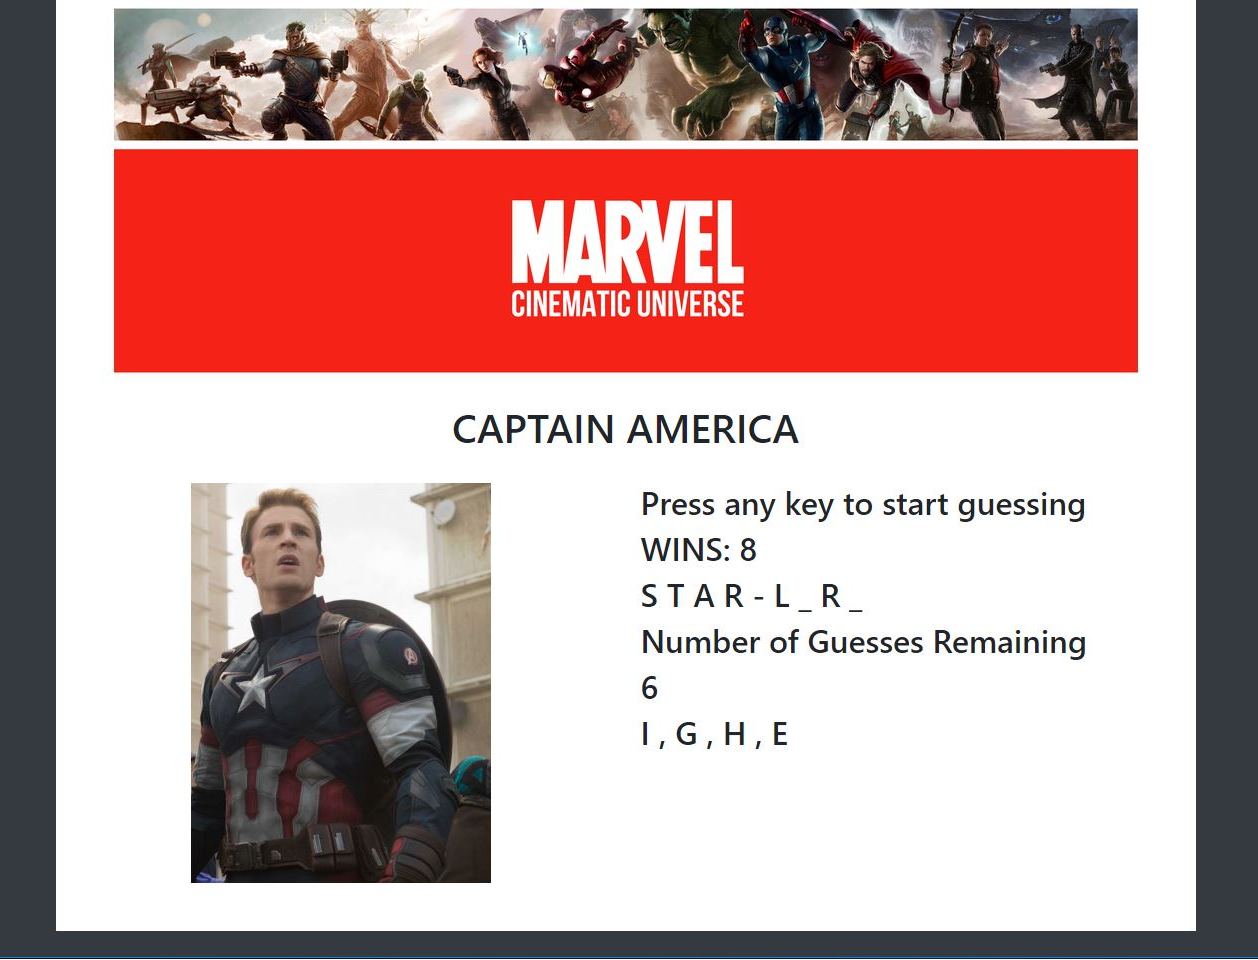 MARVEL
CINEMATIC UNIVERSE
CAPTAIN AMERICA
Press any key to start guessing
WINS: 8
S T A R - L _ R _
Number of Guesses Remaining
6
I , G , H , E